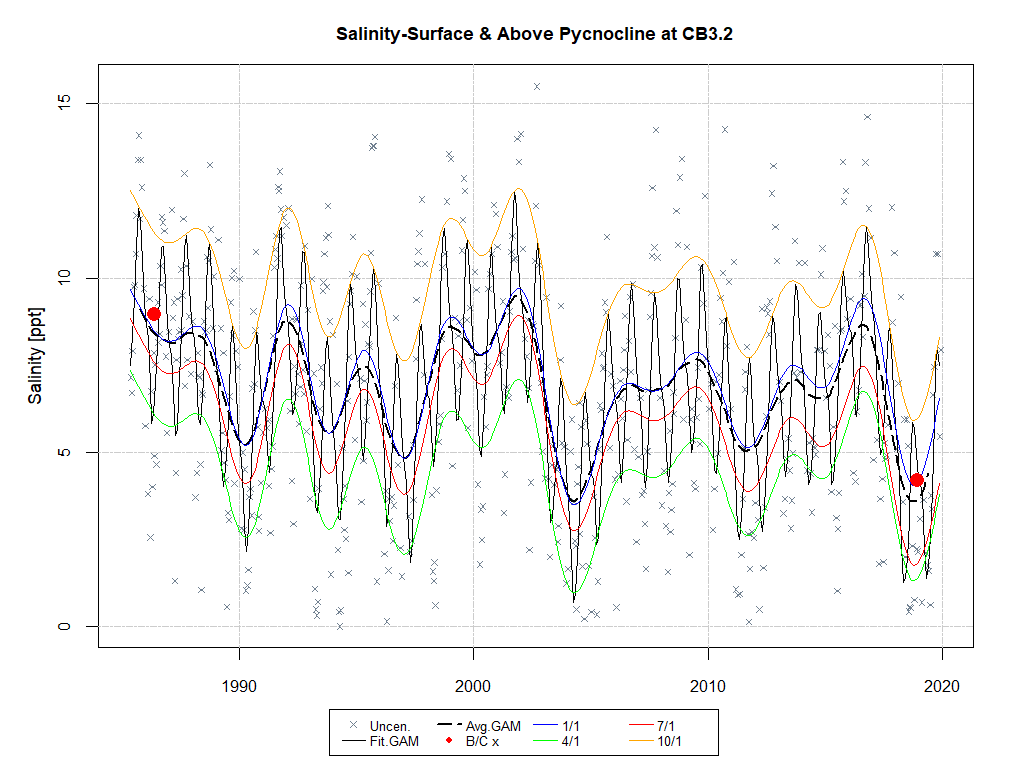 Salinity-Surface & Above Pycnocline at CB3.2
Salinity [ppt]
15
10
5
0
1990 2000 2010 2020
Uncen. Avg.GAM 1/1 7/1
Fit.GAM B/C x 4/1 10/1